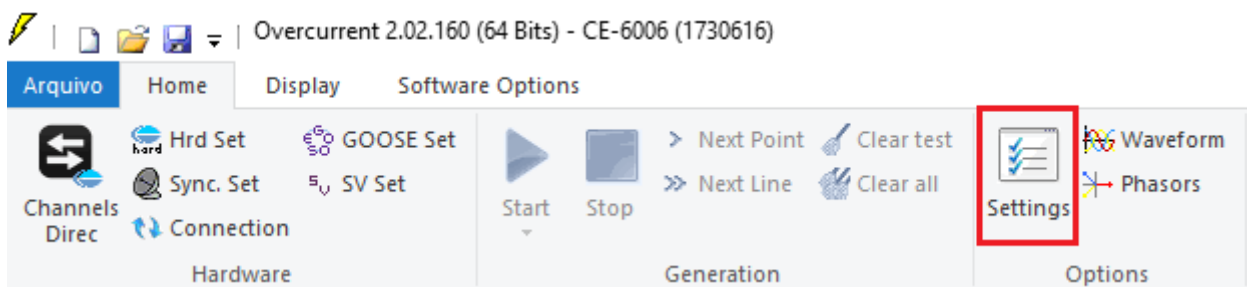 Overcurrent 2.02.160 (64 Bits) - CE-6006 (1730616)
Arquivo Home Display Software Options
Channels Direc
hard Hrd Set
Sync. Set
Connection
GOOSE Set
SV SV Set
Hardware
Start
Stop
Next Point
Next Line
Clear test
Clear all
Generation
Settings
Waveform
Phasors
Options